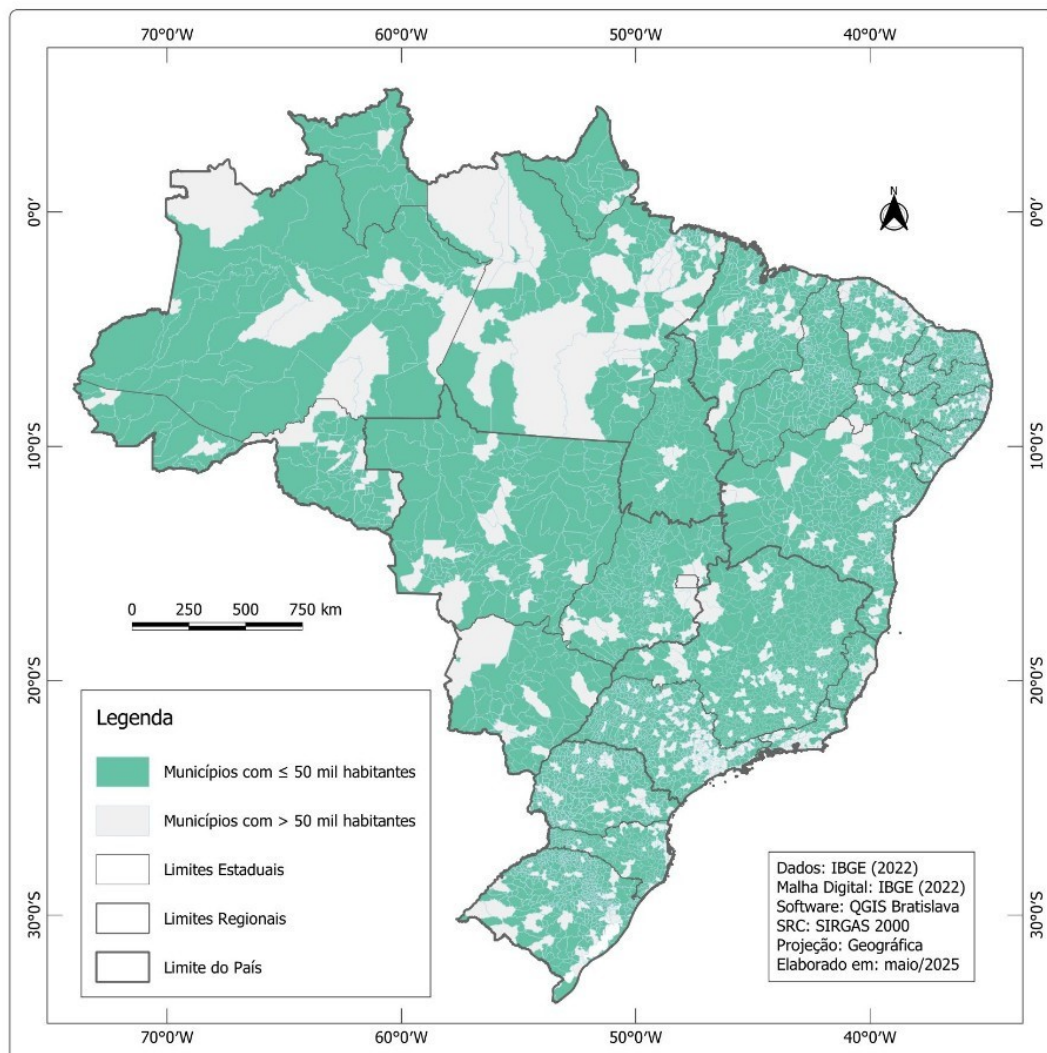 70°0'W 60°0'W 50°0'W 40°0'W
N
0°0'
0°0'
10°0'S
10°0'S
0 250 500 750 km
20°0'S
20°0'S
Legenda
Municípios com ≤ 50 mil habitantes
Municípios com > 50 mil habitantes
Limites Estaduais
Limites Regionais
Limite do País
Dados: IBGE (2022)
Malha Digital: IBGE (2022)
Software: QGIS Bratislava
SRC: SIRGAS 2000
Projeção: Geográfica
Elaborado em: maio/2025
30°0'S
30°0'S
70°0'W 60°0'W 50°0'W 40°0'W